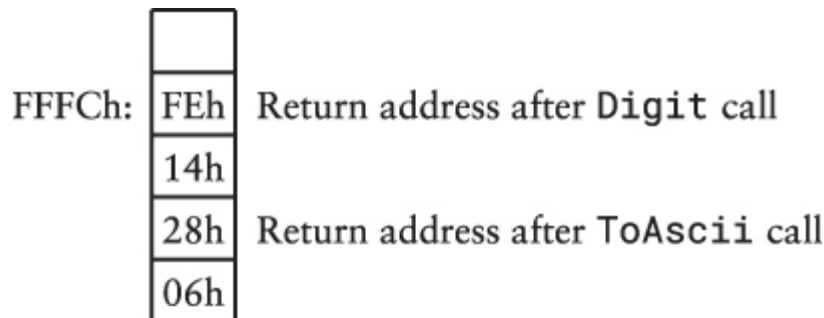 FFFCh: FEh Return address after Digit call
14h
28h Return address after ToAscii call
06h